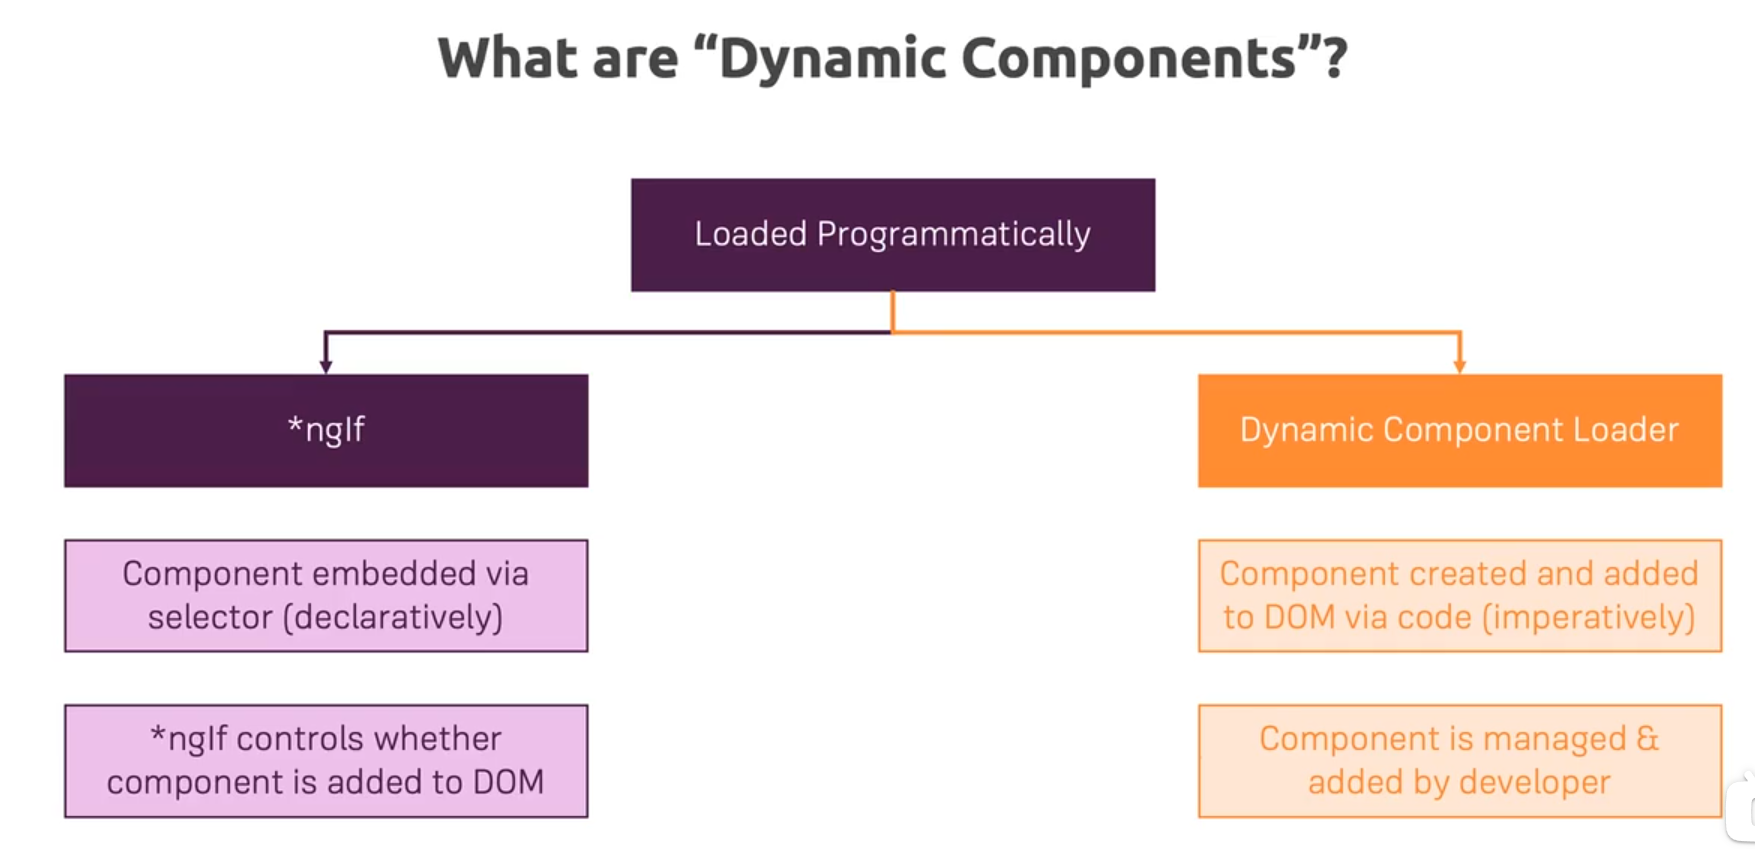 What are “Dynamic Components”?
Loaded Programmatically
*ngIf
Component embedded via
selector (declaratively)
*ngIf controls whether
component is added to DOM
Dynamic Component Loader
Component created and added
to DOM via code (imperatively)
Component is managed &
added by developer